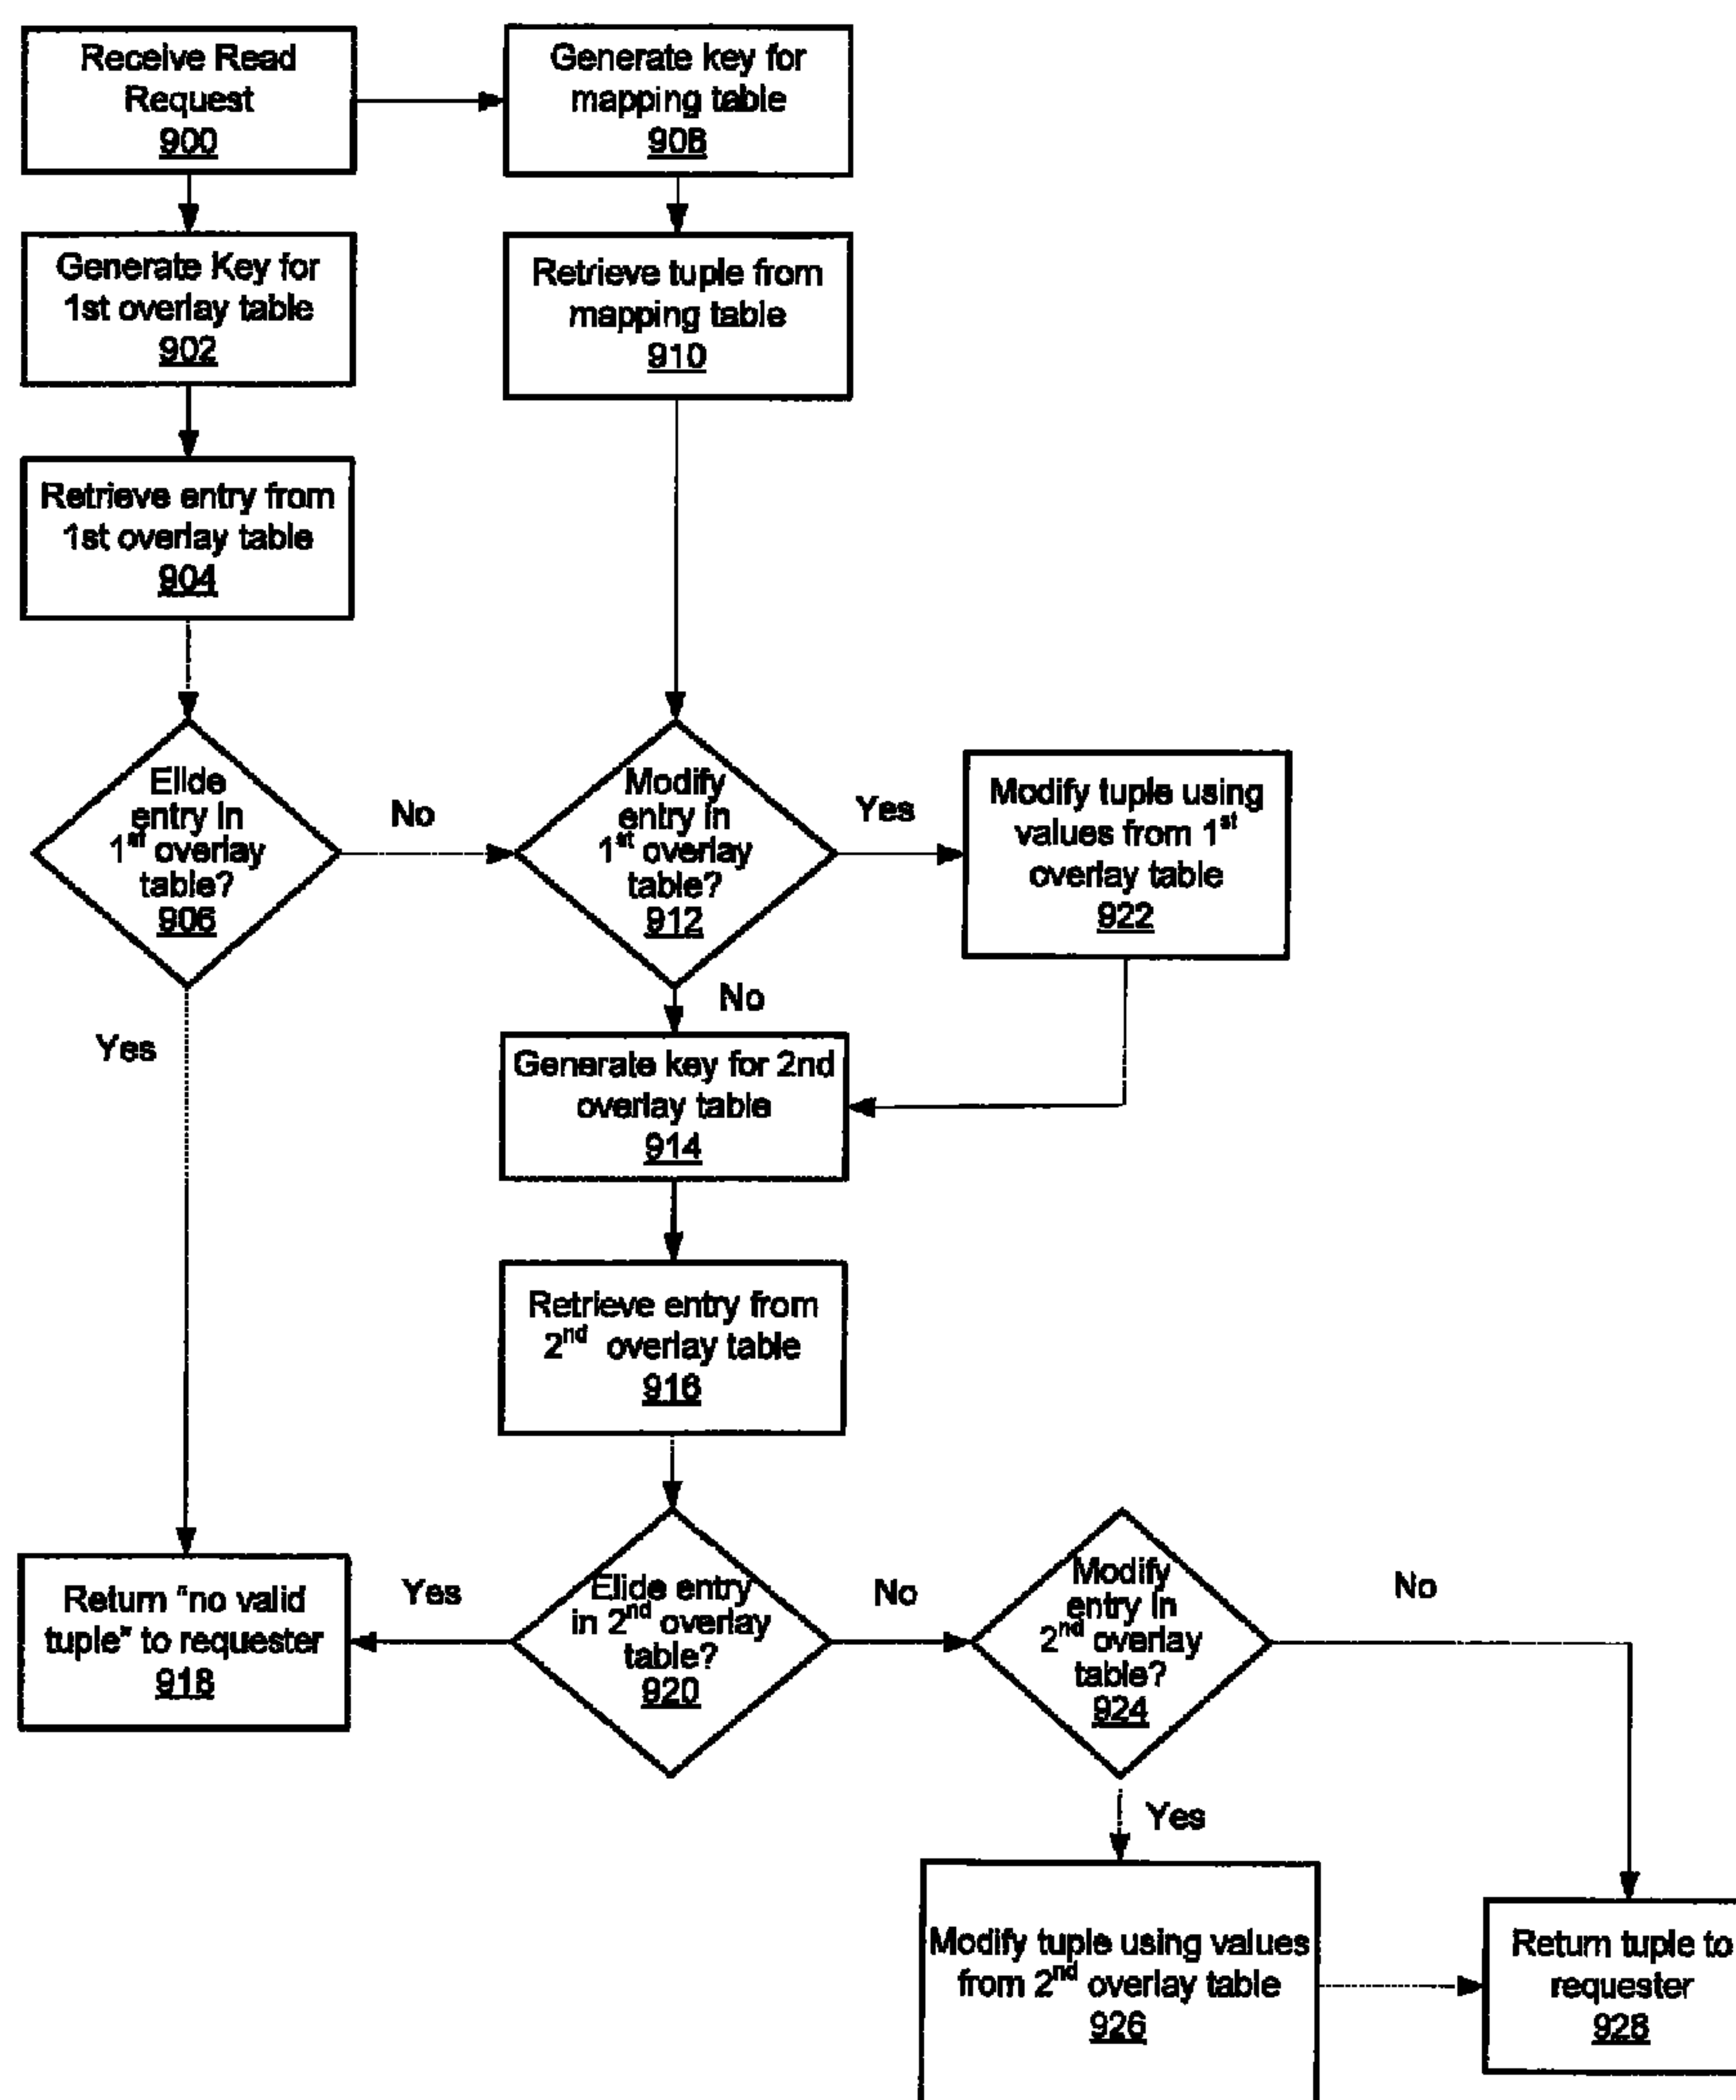 Receive Read
Request
900
Generate key for
mapping table
908
Generate Key for
1st overlay table
902
Retrieve tuple from
mapping table
910
Retrieve entry from
1st overlay table
904
Elide
entry in
1st overlay
table?
906
No
Modify
entry in
1st overlay
table?
912
Yes
Modify tuple using
values from 1st
overlay table
922
No
Yes
Generate key for 2nd
overlay table
914
Retrieve entry from
2nd overlay table
916
Return "no valid
tuple" to requester
918
Yes
Elide entry
in 2nd overlay
table?
920
No
Modify
entry in
2nd overlay
table?
924
No
Yes
Modify tuple using values
from 2nd overlay table
926
Return tuple to
requester
928